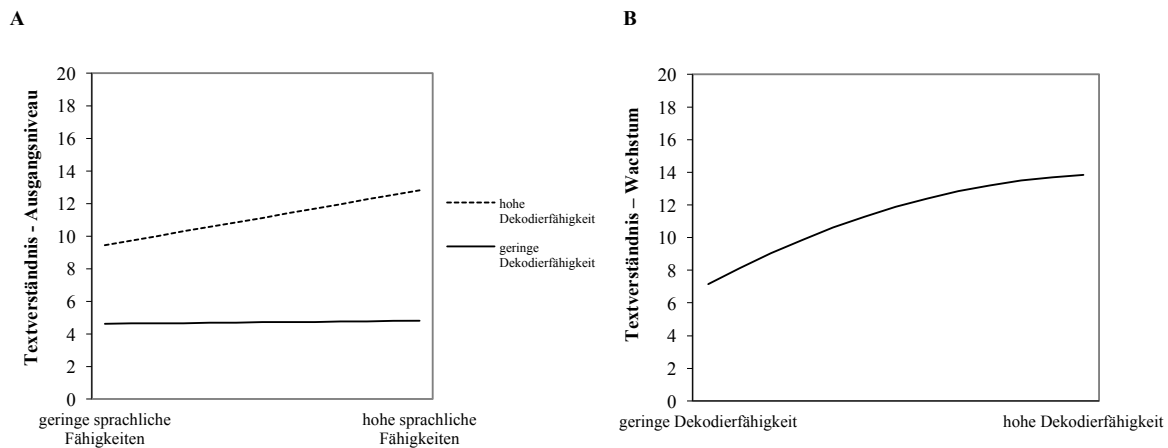 A
Textverständnis - Ausgangsniveau
20
18
16
14
12
10
8
6
4
2
0
geringe sprachliche
Fähigkeiten
hohe sprachliche
Fähigkeiten
hohe
Dekodierfähigkeit
geringe
Dekodierfähigkeit
B
Textverständnis – Wachstum
20
18
16
14
12
10
8
6
4
2
0
geringe Dekodierfähigkeit
hohe Dekodierfähigkeit